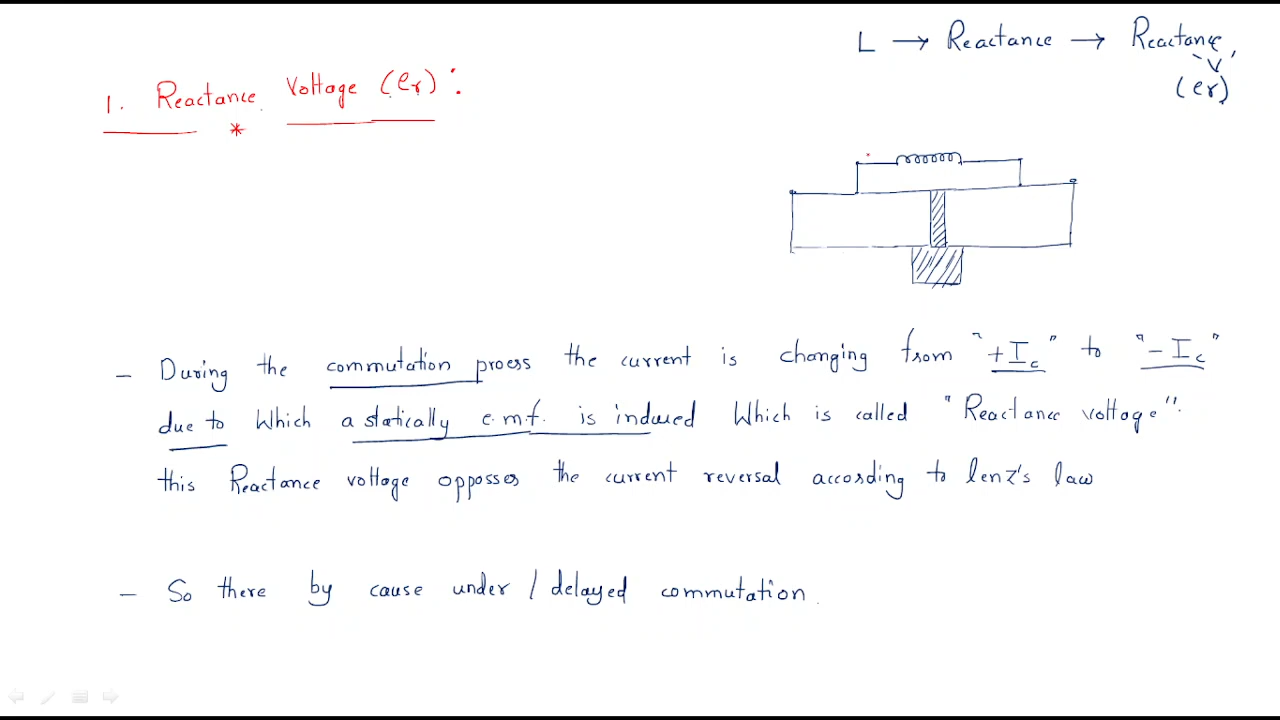 L → Reactance → Reactance
V
(er)
1. Reactance Voltage (er) :
*
- During the commutation proess the current is changing from "+Ic" to "-Ic"
due to Which a statically e.m.f. is induced Which is called "Reactance voltage".
this Reactance voltage opposes the current reversal according to lenz's law
- So there by cause under / delayed commutation.